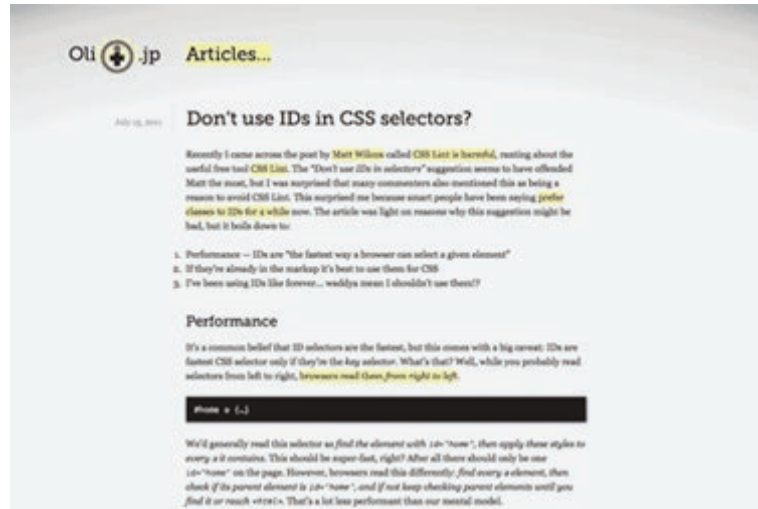 Oli .jp
Articles...
July 15, 2011
Don't use IDs in CSS selectors?
Recently I came across the post by Matt Wilcox called CSS Lint is harmful, ranting about the
useful free tool CSS Lint. The "Don't use IDs in selectors" suggestion seems to have offended
Matt the most, but I was surprised that many commenters also mentioned this as being a
reason to avoid CSS Lint. This surprised me because smart people have been saying prefer
classes to IDs for a while now. The article was light on reasons why this suggestion might be
bad, but it boils down to:
1. Performance — IDs are "the fastest way a browser can select a given element"
2. If they're already in the markup it's best to use them for CSS
3. I've been using IDs like forever... waddya mean I shouldn't use them!?
Performance
It's a common belief that ID selectors are the fastest, but this comes with a big caveat: IDs are
fastest CSS selector only if they're the key selector. What's that? Well, while you probably read
selectors from left to right, browsers read them from right to left.
#home a {…}
We'd generally read this selector as find the element with id="home", then apply these styles to
every a it contains. This should be super-fast, right? After all there should only be one
id="home" on the page. However, browsers read this differently: find every a element, then
check if its parent element is id="home", and if not keep checking parent elements until you
find it or reach <html>. That's a lot less performant than our mental model.